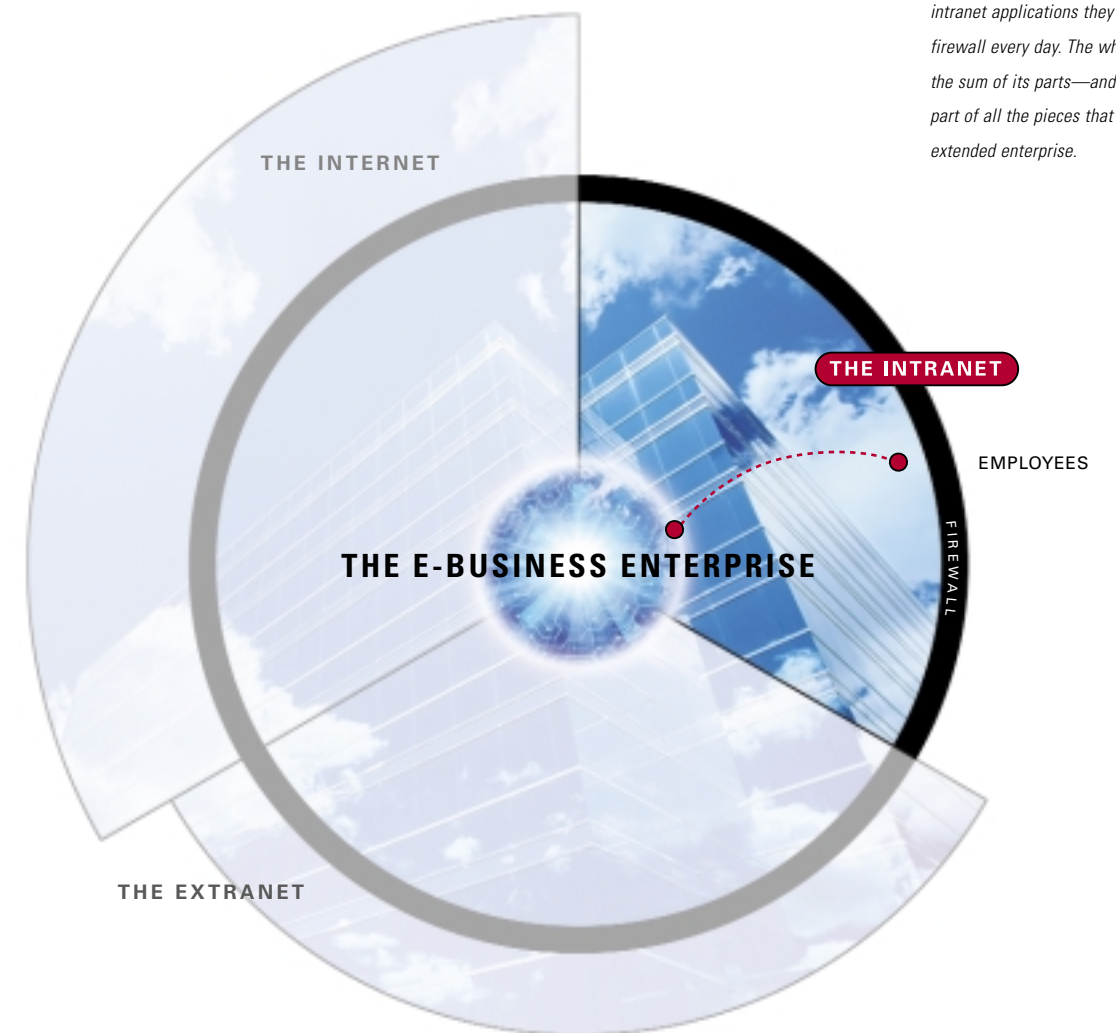 intranet applications they
firewall every day. The wh
the sum of its parts—and
part of all the pieces that
extended enterprise.
THE INTERNET
THE INTRANET
EMPLOYEES
FIREWALL
THE E-BUSINESS ENTERPRISE
THE EXTRANET